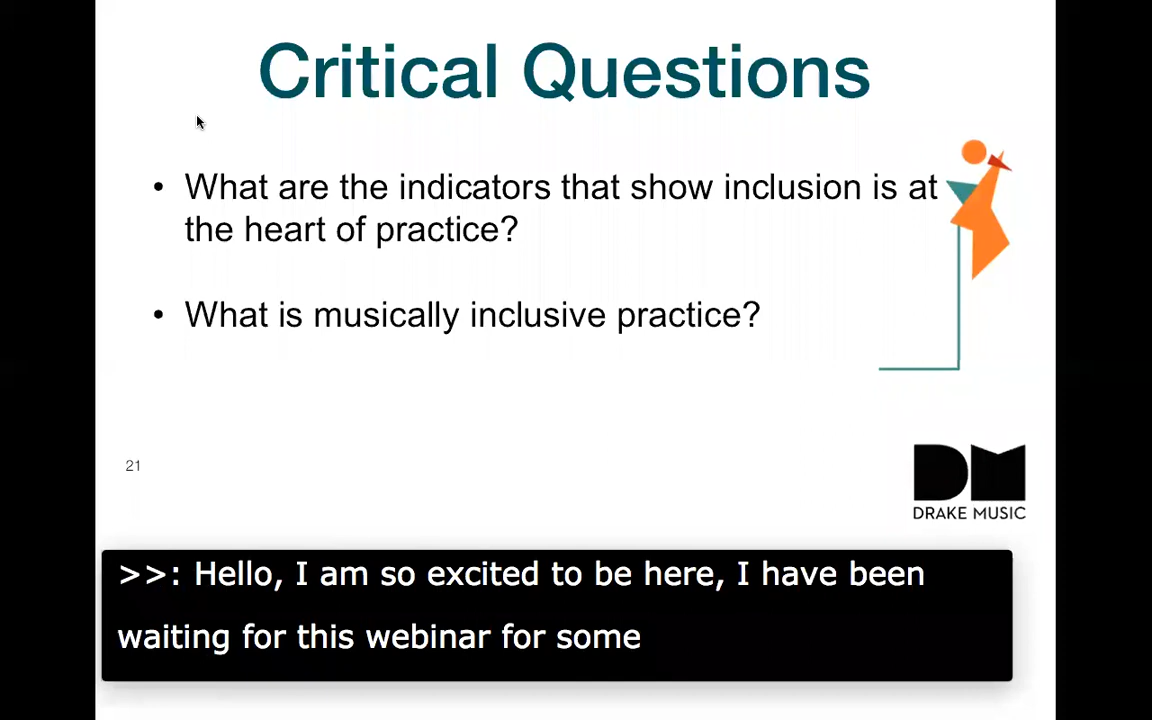 Critical Questions
• What are the indicators that show inclusion is at
the heart of practice?
• What is musically inclusive practice?
21
DM
DRAKE MUSIC
>>: Hello, I am so excited to be here, I have been
waiting for this webinar for some